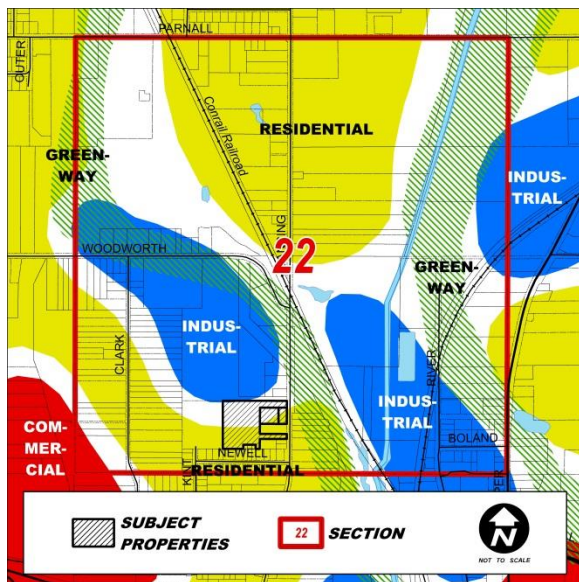 PARNALL
OUTER
Conrail Railroad
RESIDENTIAL
GREEN-
WAY
INDUS-
TRIAL
WOODWORTH
22
GREEN-
WAY
INDUS-
TRIAL
CLARK
RIVER
INDUS-
TRIAL
COM-
MER-
CIAL
BOLAND
NEWELL
RESIDENTIAL
KINT
SUBJECT
PROPERTIES
22
SECTION
N
NOT TO SCALE